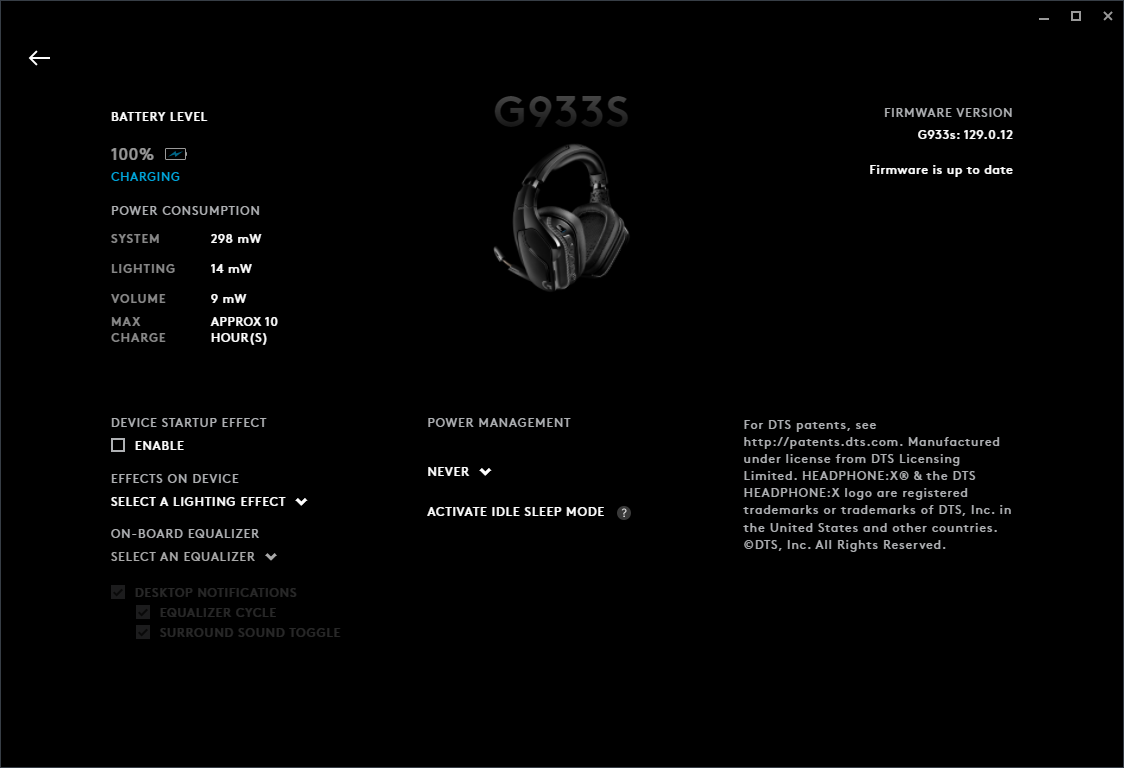 G933S
BATTERY LEVEL
100%
CHARGING
POWER CONSUMPTION
SYSTEM 298 mW
LIGHTING 14 mW
VOLUME 9 mW
MAX CHARGE
APPROX 10
HOUR(S)
FIRMWARE VERSION
G933s: 129.0.12
Firmware is up to date
DEVICE STARTUP EFFECT
ENABLE
EFFECTS ON DEVICE
SELECT A LIGHTING EFFECT
ON-BOARD EQUALIZER
SELECT AN EQUALIZER
DESKTOP NOTIFICATIONS
EQUALIZER CYCLE
SURROUND SOUND TOGGLE
POWER MANAGEMENT
NEVER
ACTIVATE IDLE SLEEP MODE ?
For DTS patents, see
http://patents.dts.com. Manufactured
under license from DTS Licensing
Limited. HEADPHONE:X® & the DTS
HEADPHONE:X logo are registered
trademarks or trademarks of DTS, Inc. in
the United States and other countries.
©DTS, Inc. All Rights Reserved.